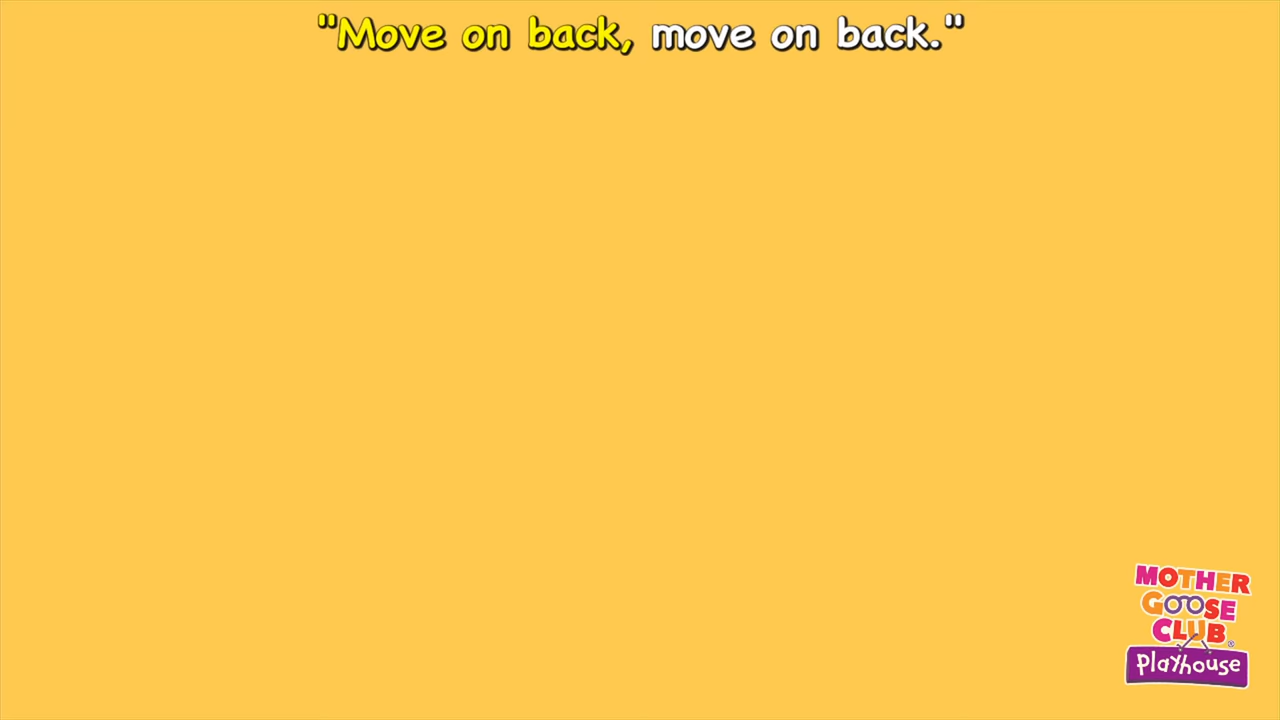 "Move on back, move on back."
MOTHER
GOOSE
CLUB®
Playhouse